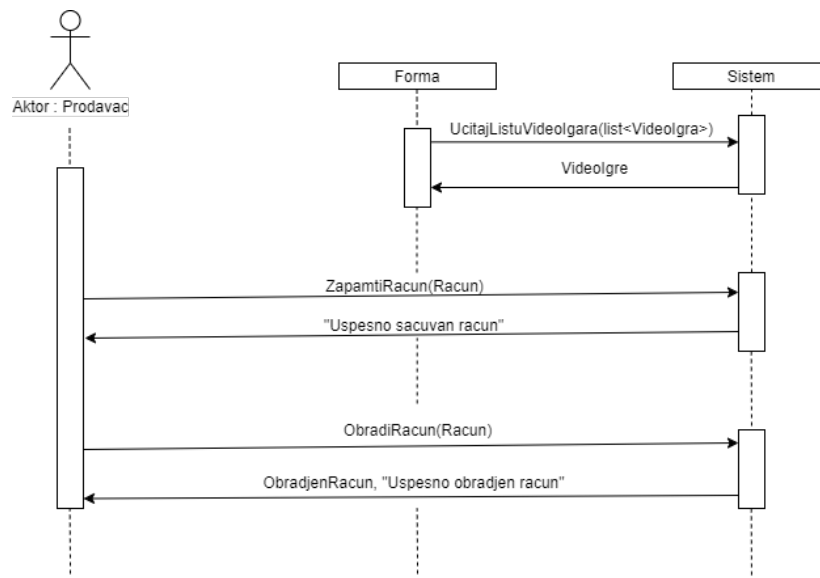 Aktor : Prodavac
Forma
Sistem
UcitajListuVideoIgara(list<VideoIgra>)
VideoIgre
ZapamtiRacun(Racun)
"Uspesno sacuvan racun"
ObradiRacun(Racun)
ObradjenRacun, "Uspesno obradjen racun"